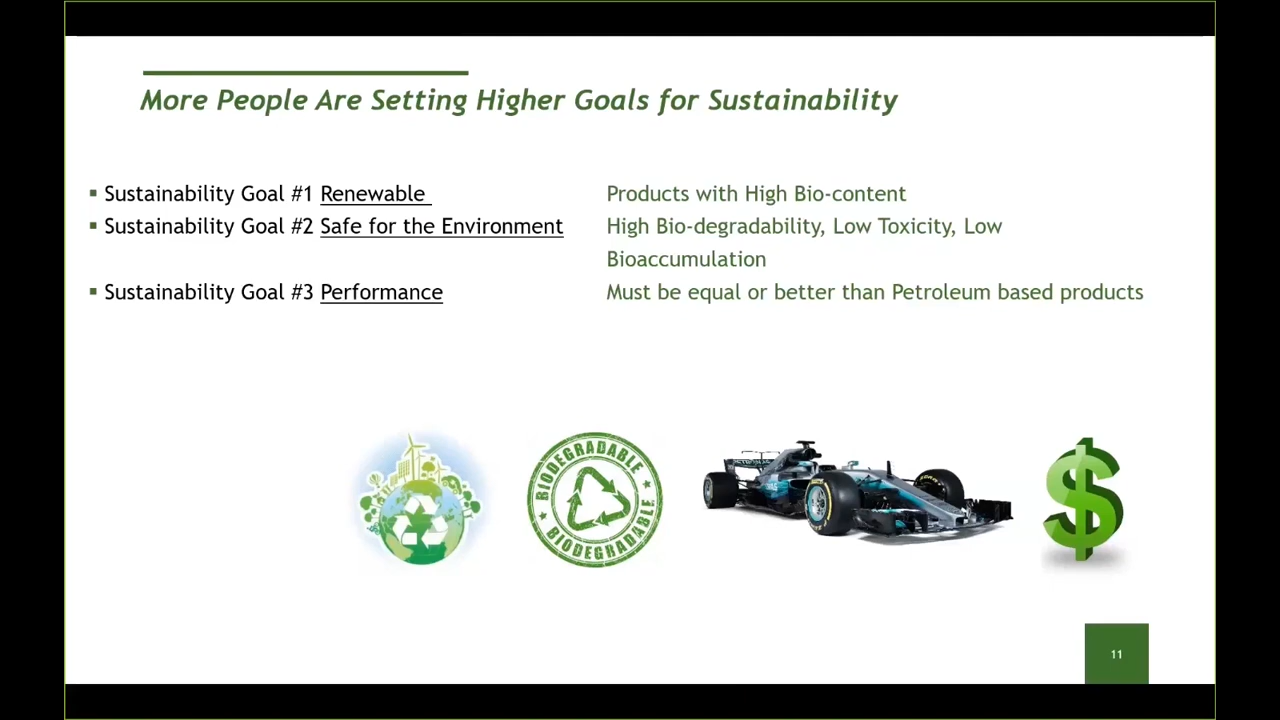 More People Are Setting Higher Goals for Sustainability
▪ Sustainability Goal #1 Renewable Products with High Bio-content
▪ Sustainability Goal #2 Safe for the Environment High Bio-degradability, Low Toxicity, Low
Bioaccumulation
▪ Sustainability Goal #3 Performance Must be equal or better than Petroleum based products
BIODEGRADABLE
BIODEGRADABLE
PETRONAS
$
11